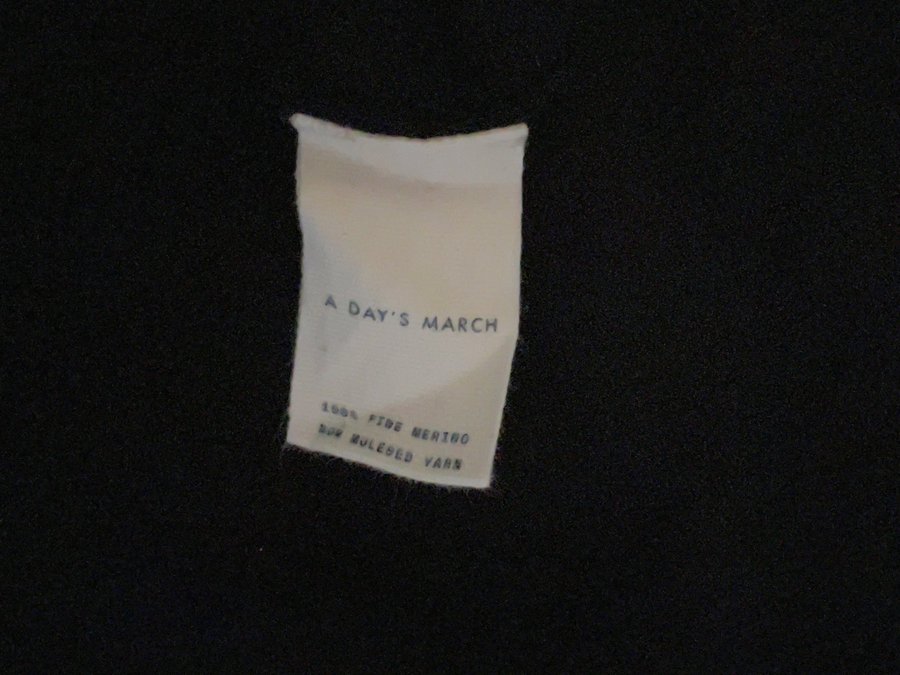 A DAY'S MARCH
100% FINE MERINO
NON MULESED YARN